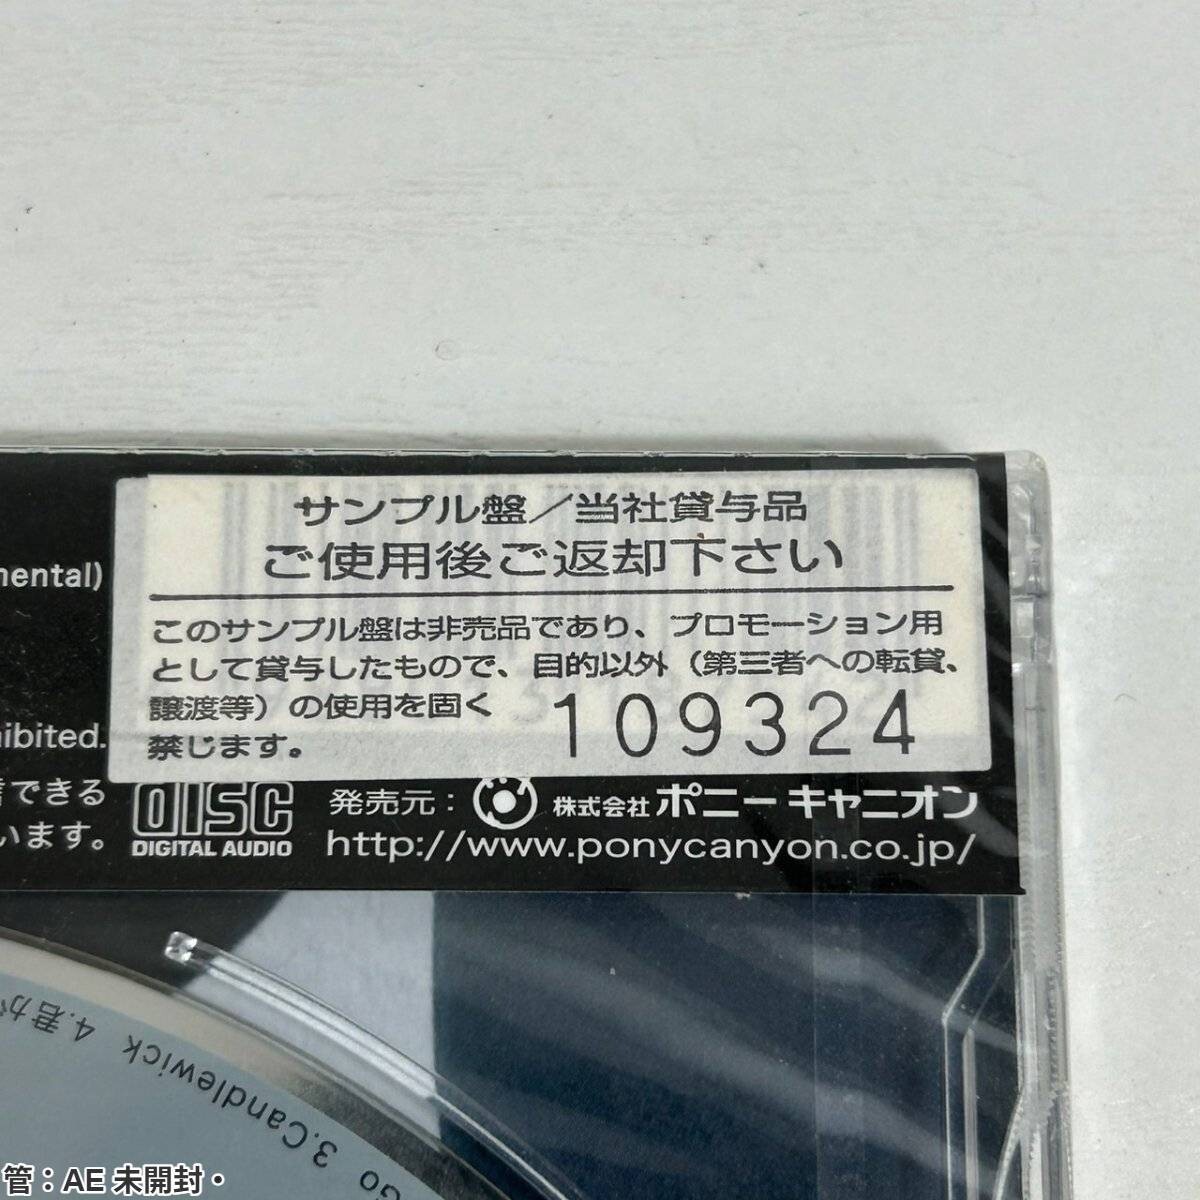 サンプル盤/当社貸与品
ご使用後ご返却下さい
このサンプル盤は非売品であり、プロモーション用
として貸与したもので、目的以外(第三者への転貸、
譲渡等)の使用を固く
禁じます。
109324
mental)
ibited.
できる
います。
DISC
DIGITAL AUDIO
発売元: 株式会社 ポニーキャニオン
http://www.ponycanyon.co.jp/
3.Candlewick 4.君が
管:AE 未開封・